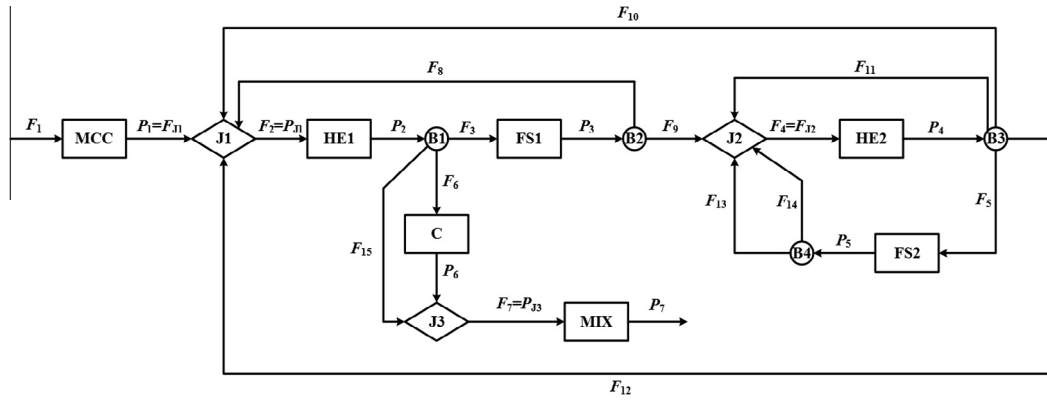 F10
F8
F11
F1
MCC
P1=FJ1
J1
F2=PJ1
HE1
P2
B1
F3
FS1
P3
B2
F9
J2
F4=FJ2
HE2
P4
B3
F6
F13
F14
F5
F15
C
B4
P5
FS2
P6
J3
F7=PJ3
MIX
P7
F12